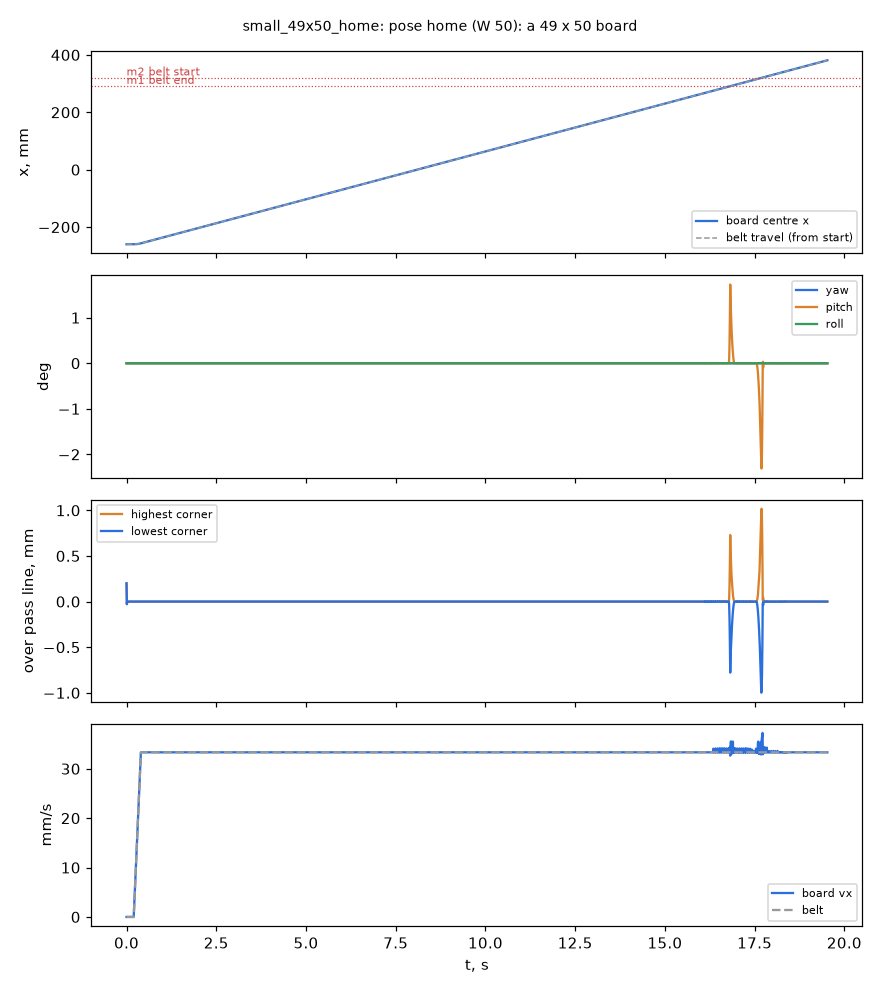 small_49x50_home: pose home (W 50): a 49 x 50 board
400
200
0
−200
x, mm
m2 belt start
m1 belt end
board centre x
belt travel (from start)
1
0
−1
−2
deg
yaw
pitch
roll
1.0
0.5
0.0
−0.5
−1.0
over pass line, mm
highest corner
lowest corner
30
20
10
0
mm/s
board vx
belt
0.0 2.5 5.0 7.5 10.0 12.5 15.0 17.5 20.0
t, s